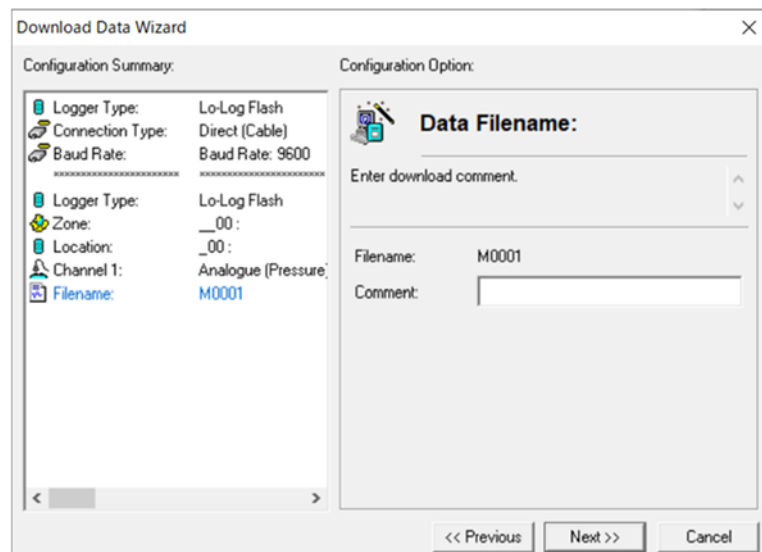 Download Data Wizard
Configuration Summary:
Logger Type: Lo-Log Flash
Connection Type: Direct (Cable)
Baud Rate: Baud Rate: 9600
xxxxxxxxxxxxxxxxxxxxxxx xxxxxxxxxxxxxxxxxxxxxxx
Logger Type: Lo-Log Flash
Zone: __00 :
Location: _00 :
Channel 1: Analogue (Pressure)
Filename: M0001
Configuration Option:
Data Filename:
Enter download comment.
Filename: M0001
Comment:
<< Previous Next >> Cancel